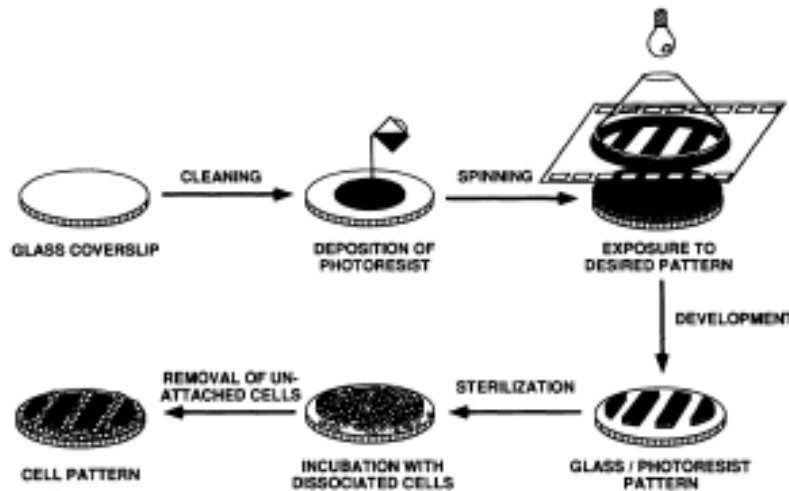 CLEANING
SPINNING
GLASS COVERSLIP
DEPOSITION OF
PHOTORESIST
EXPOSURE TO
DESIRED PATTERN
DEVELOPMENT
REMOVAL OF UN-
ATTACHED CELLS
STERILIZATION
CELL PATTERN
INCUBATION WITH
DISSOCIATED CELLS
GLASS / PHOTORESIST
PATTERN